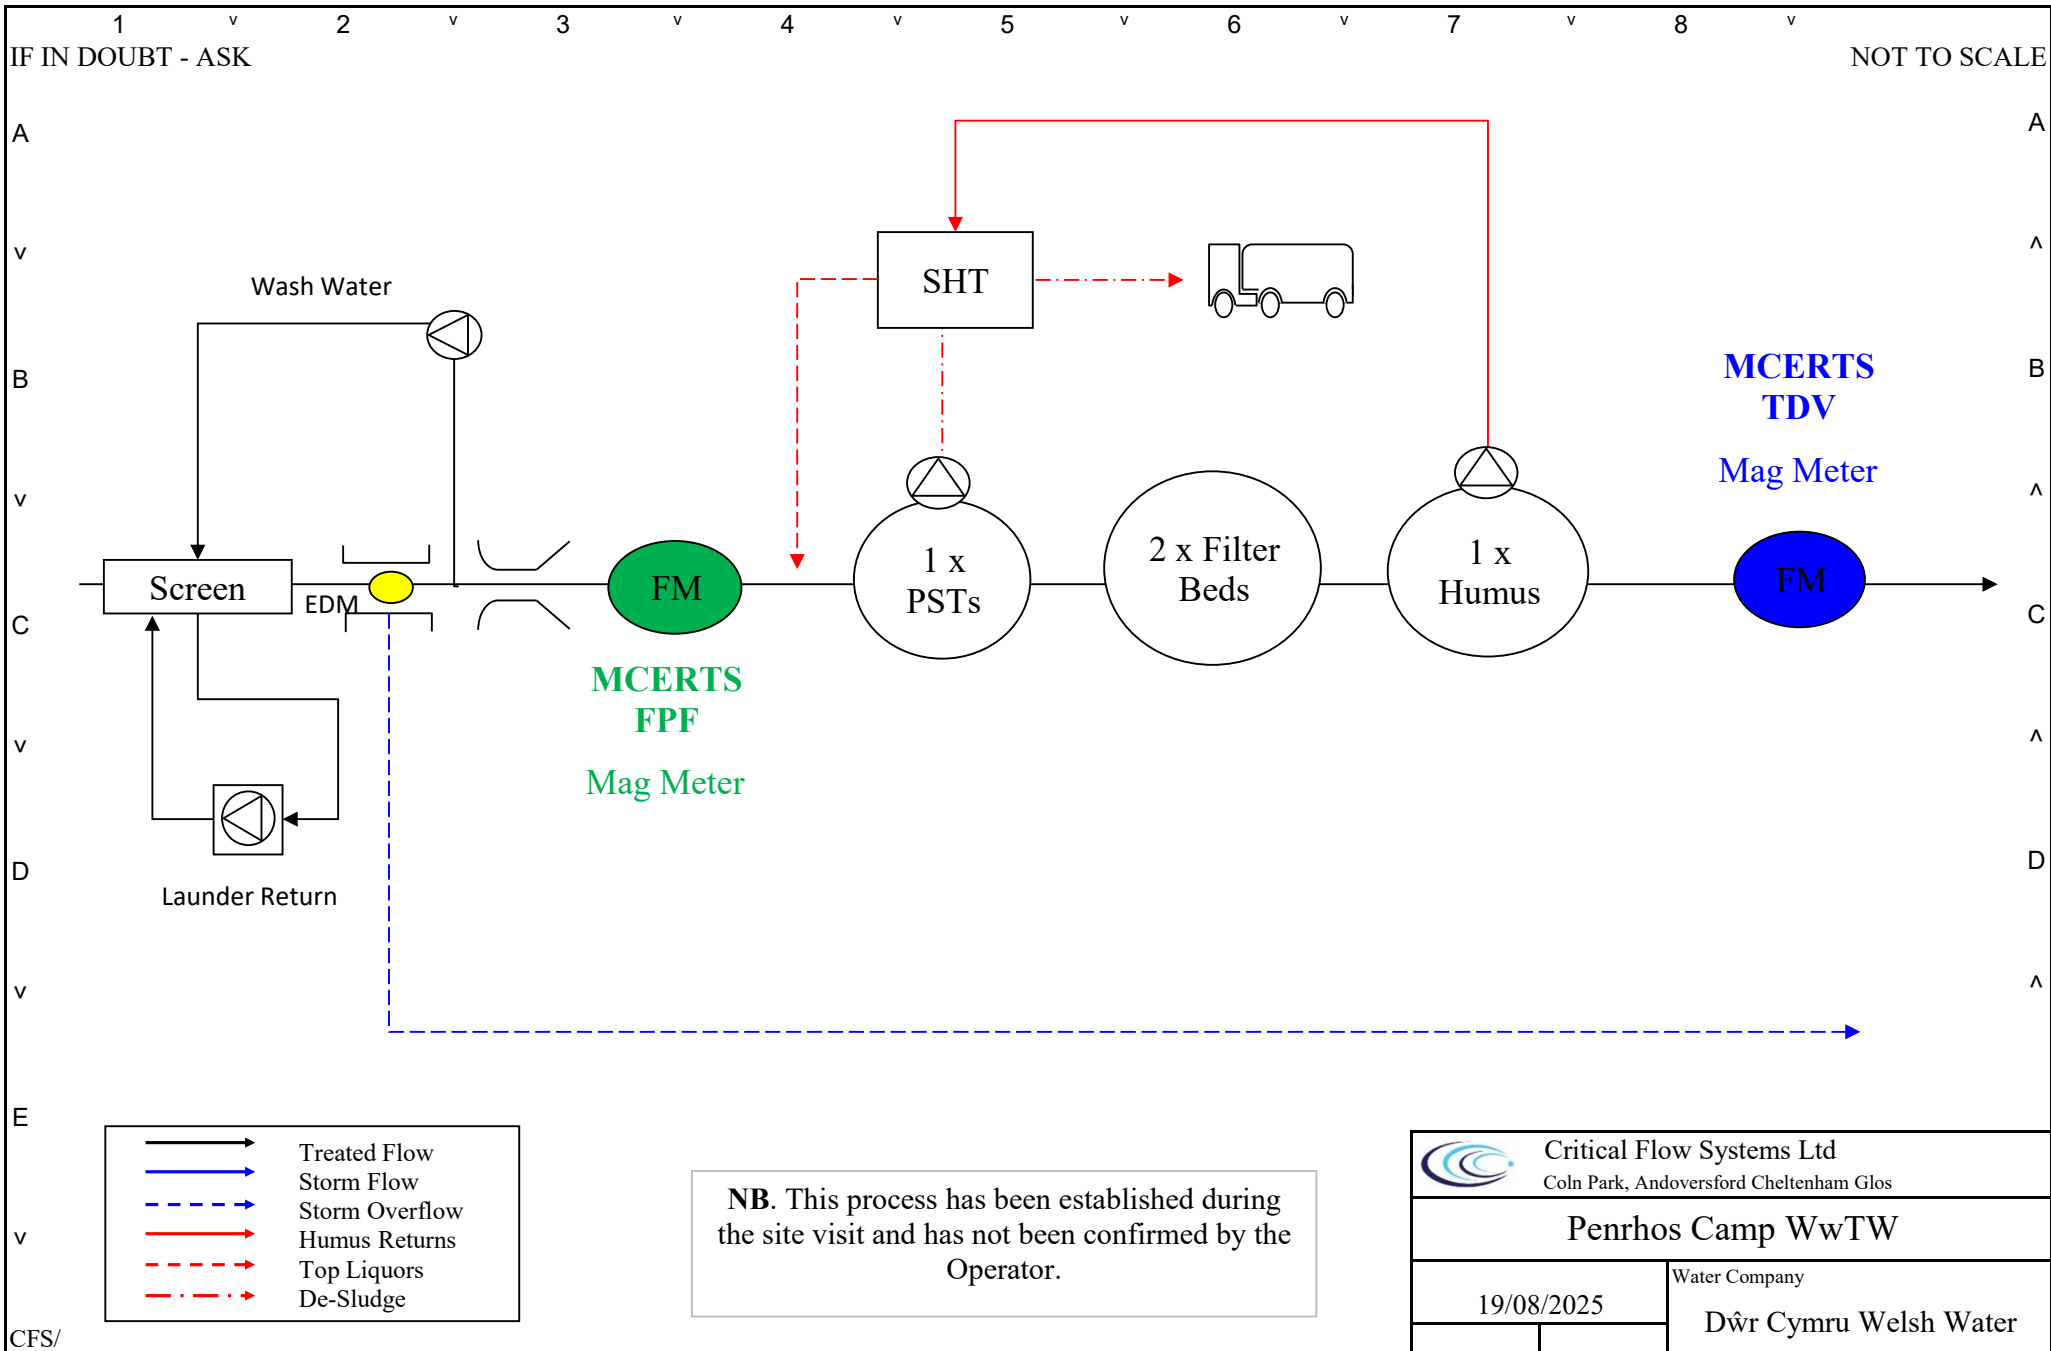 1 v 2 v 3 v 4 v 5 v 6 v 7 v 8 v
IF IN DOUBT - ASK
NOT TO SCALE
A
A
v
^
B
B
v
^
C
C
v
^
D
D
v
^
E
v
Wash Water
SHT
MCERTS
TDV
Mag Meter
Screen
EDM
FM
1 x
PSTs
2 x Filter
Beds
1 x
Humus
FM
MCERTS
FPF
Mag Meter
Launder Return
Treated Flow
Storm Flow
Storm Overflow
Humus Returns
Top Liquors
De-Sludge
NB. This process has been established during
the site visit and has not been confirmed by the
Operator.
Critical Flow Systems Ltd
Coln Park, Andoversford Cheltenham Glos
Penrhos Camp WwTW
19/08/2025
Water Company
Dŵr Cymru Welsh Water
CFS/